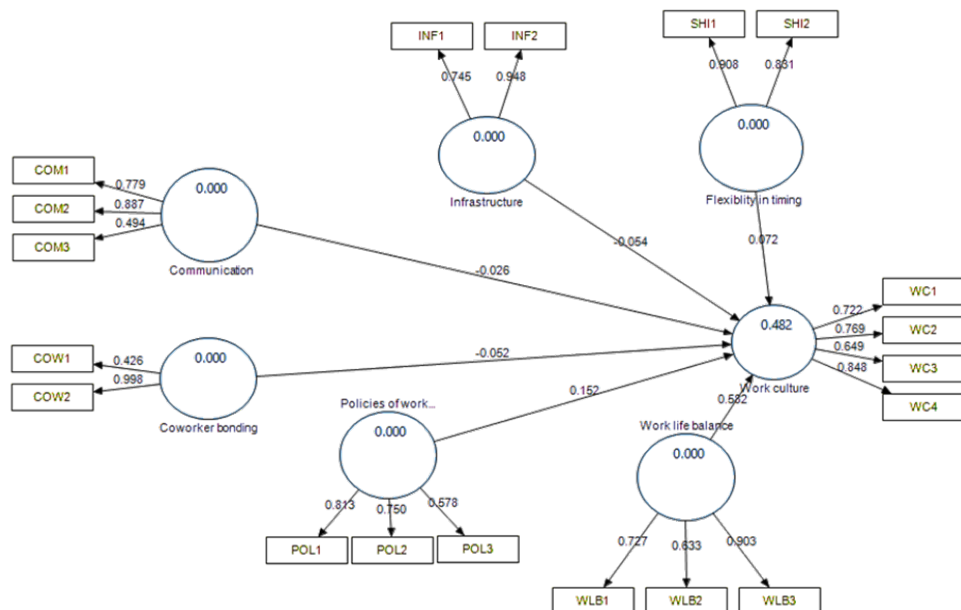 INF1
INF2
0.745
0.948
0.000
Infrastructure
SHI1
SHI2
0.908
0.831
0.000
Flexiblity in timing
COM1
COM2
COM3
0.779
0.887
0.494
0.000
Communication
-0.054
0.072
-0.026
COW1
COW2
0.426
0.998
0.000
Coworker bonding
-0.052
0.482
Work culture
WC1
WC2
WC3
WC4
0.722
0.769
0.649
0.848
Policies of work...
0.000
0.152
0.813
0.750
0.578
POL1
POL2
POL3
Work life balance
0.000
0.727
0.633
0.903
WLB1
WLB2
WLB3